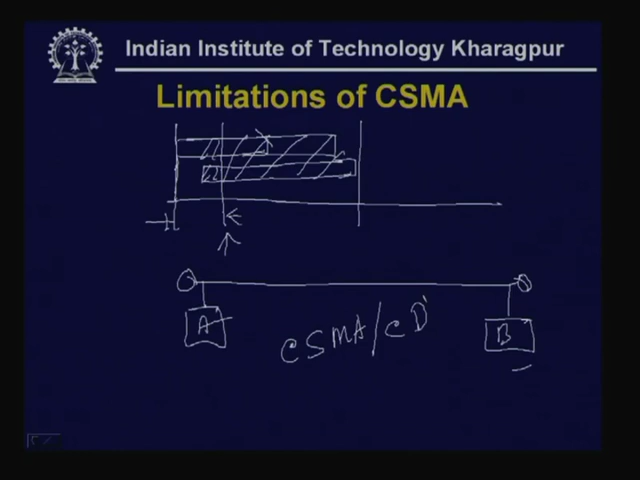 Indian Institute of Technology Kharagpur
Limitations of CSMA
A
B
CSMA/CD